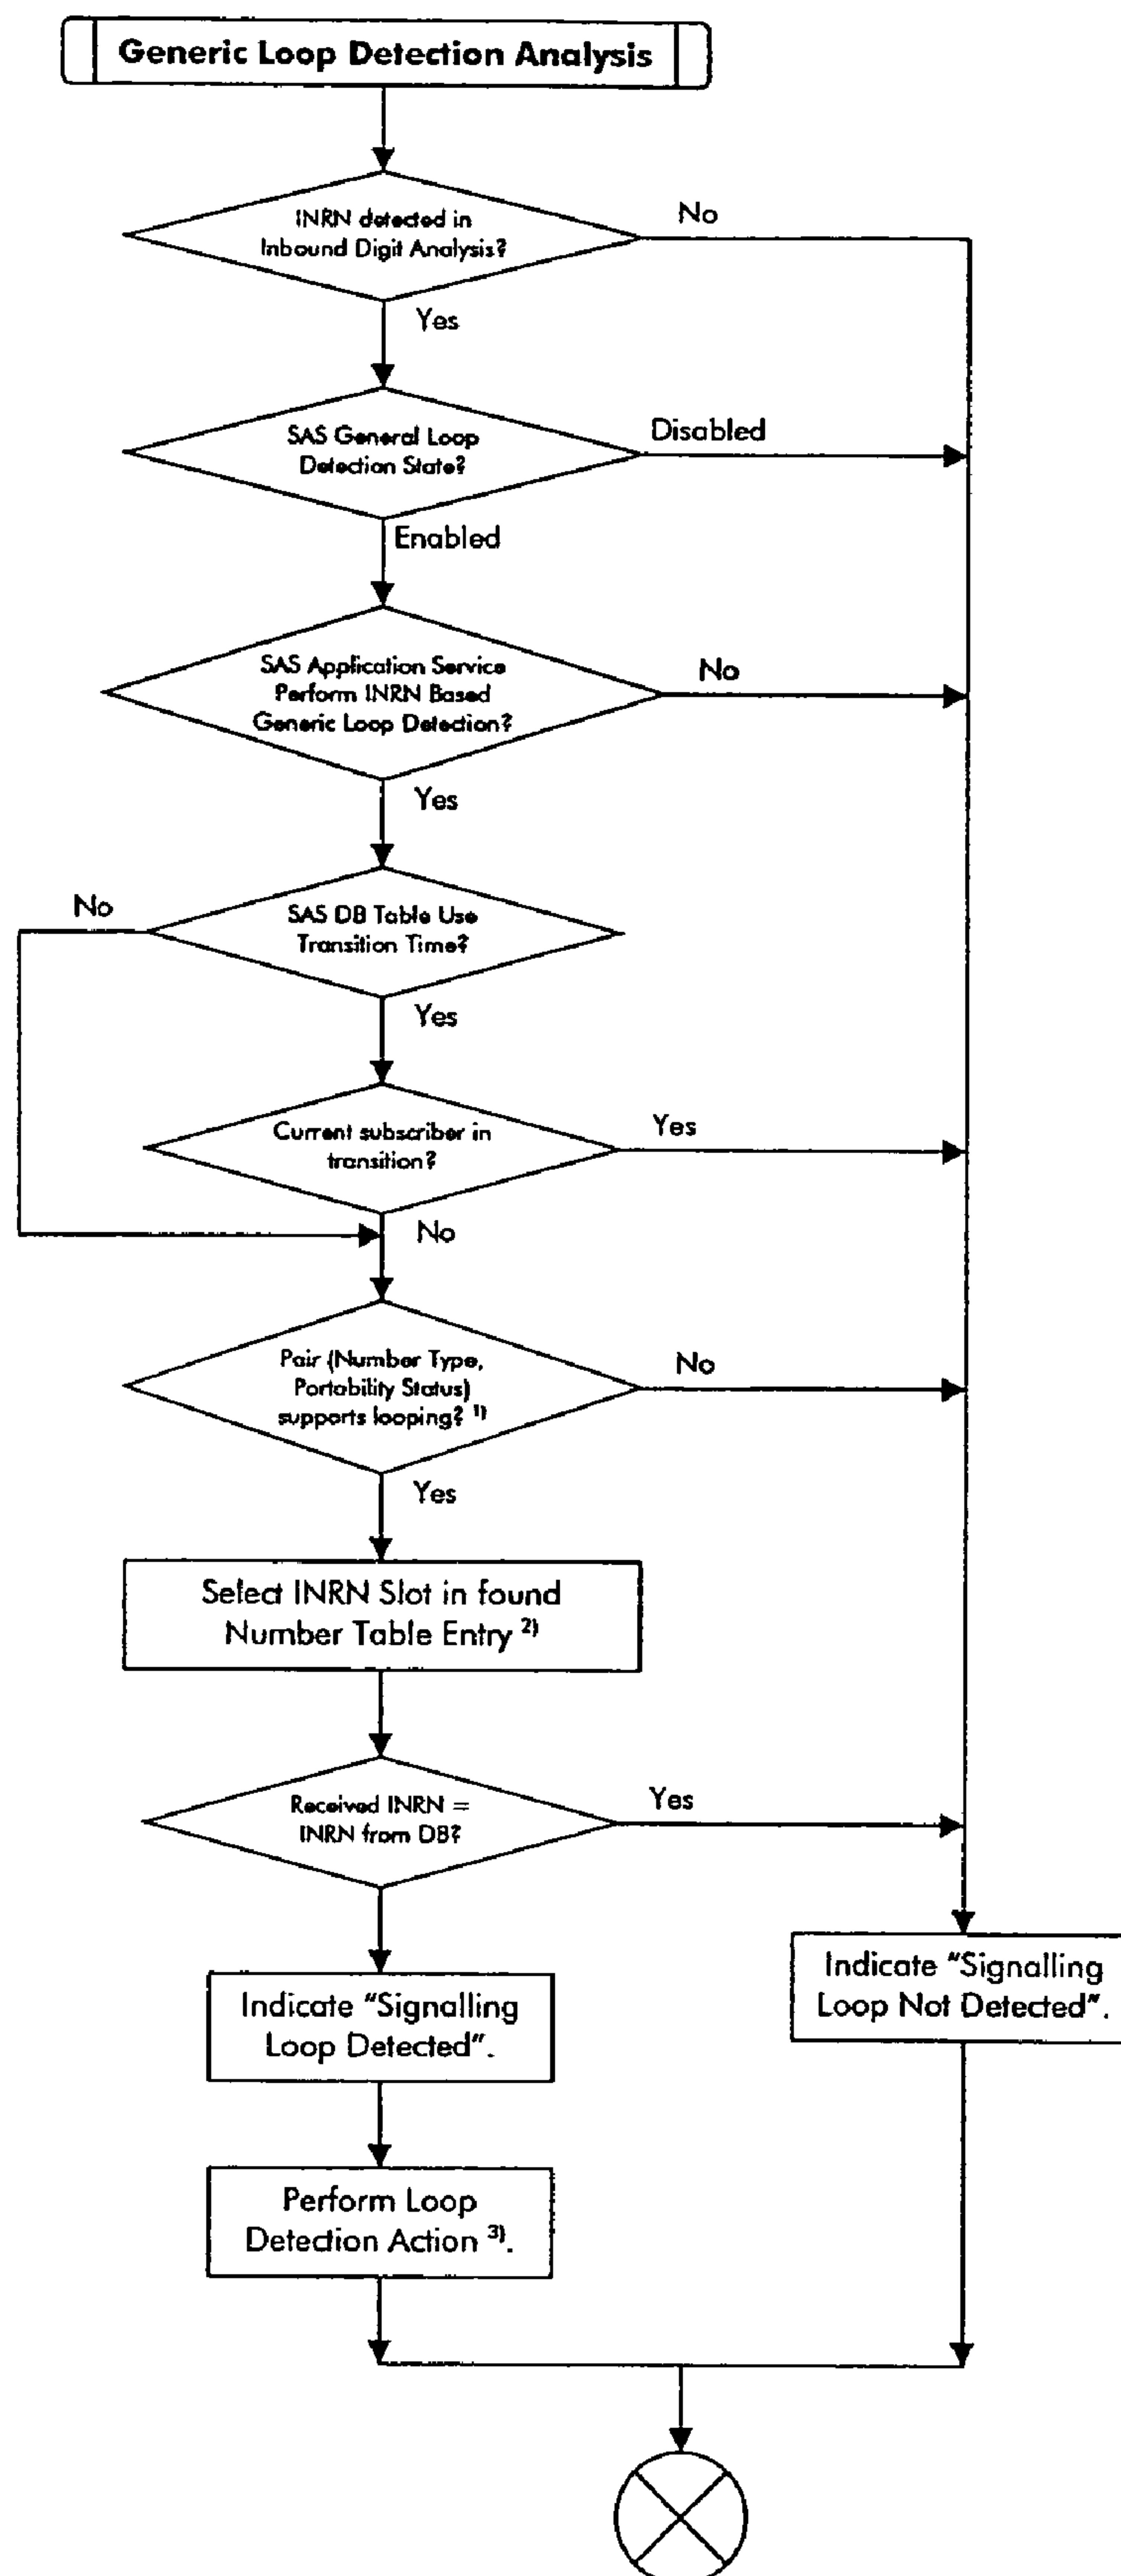 Generic Loop Detection Analysis
INRN detected in
Inbound Digit Analysis?
No
Yes
SAS General Loop
Detection State?
Disabled
Enabled
SAS Application Service
Perform INRN Based
Generic Loop Detection?
No
Yes
No
SAS DB Table Use
Transition Time?
Yes
Current subscriber in
transition?
Yes
No
Pair (Number Type,
Portability Status)
supports looping? 1)
No
Yes
Select INRN Slot in found
Number Table Entry 2)
Received INRN =
INRN from DB?
Yes
Indicate "Signalling
Loop Not Detected".
Indicate "Signalling
Loop Detected".
Perform Loop
Detection Action 3).